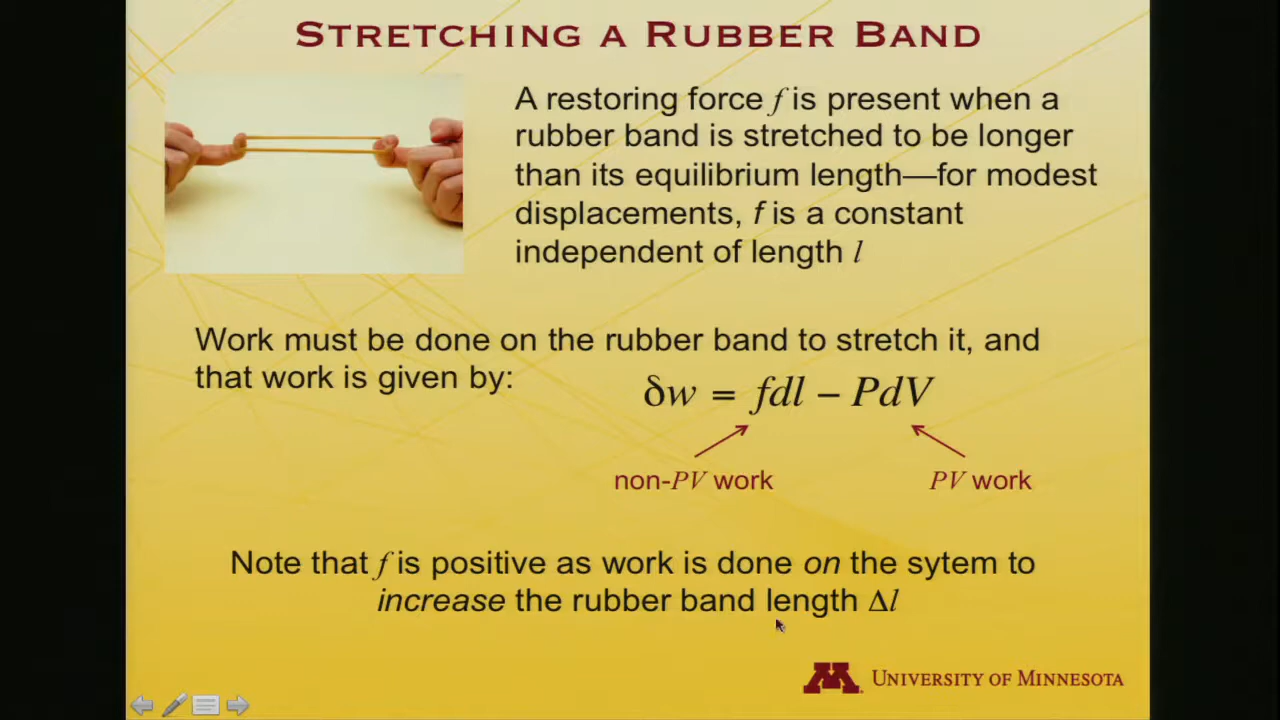 STRETCHING A RUBBER BAND
A restoring force f is present when a
rubber band is stretched to be longer
than its equilibrium length—for modest
displacements, f is a constant
independent of length l
Work must be done on the rubber band to stretch it, and
that work is given by:
δw = fdl − PdV
non-PV work
PV work
Note that f is positive as work is done on the sytem to
increase the rubber band length Δl
M UNIVERSITY OF MINNESOTA